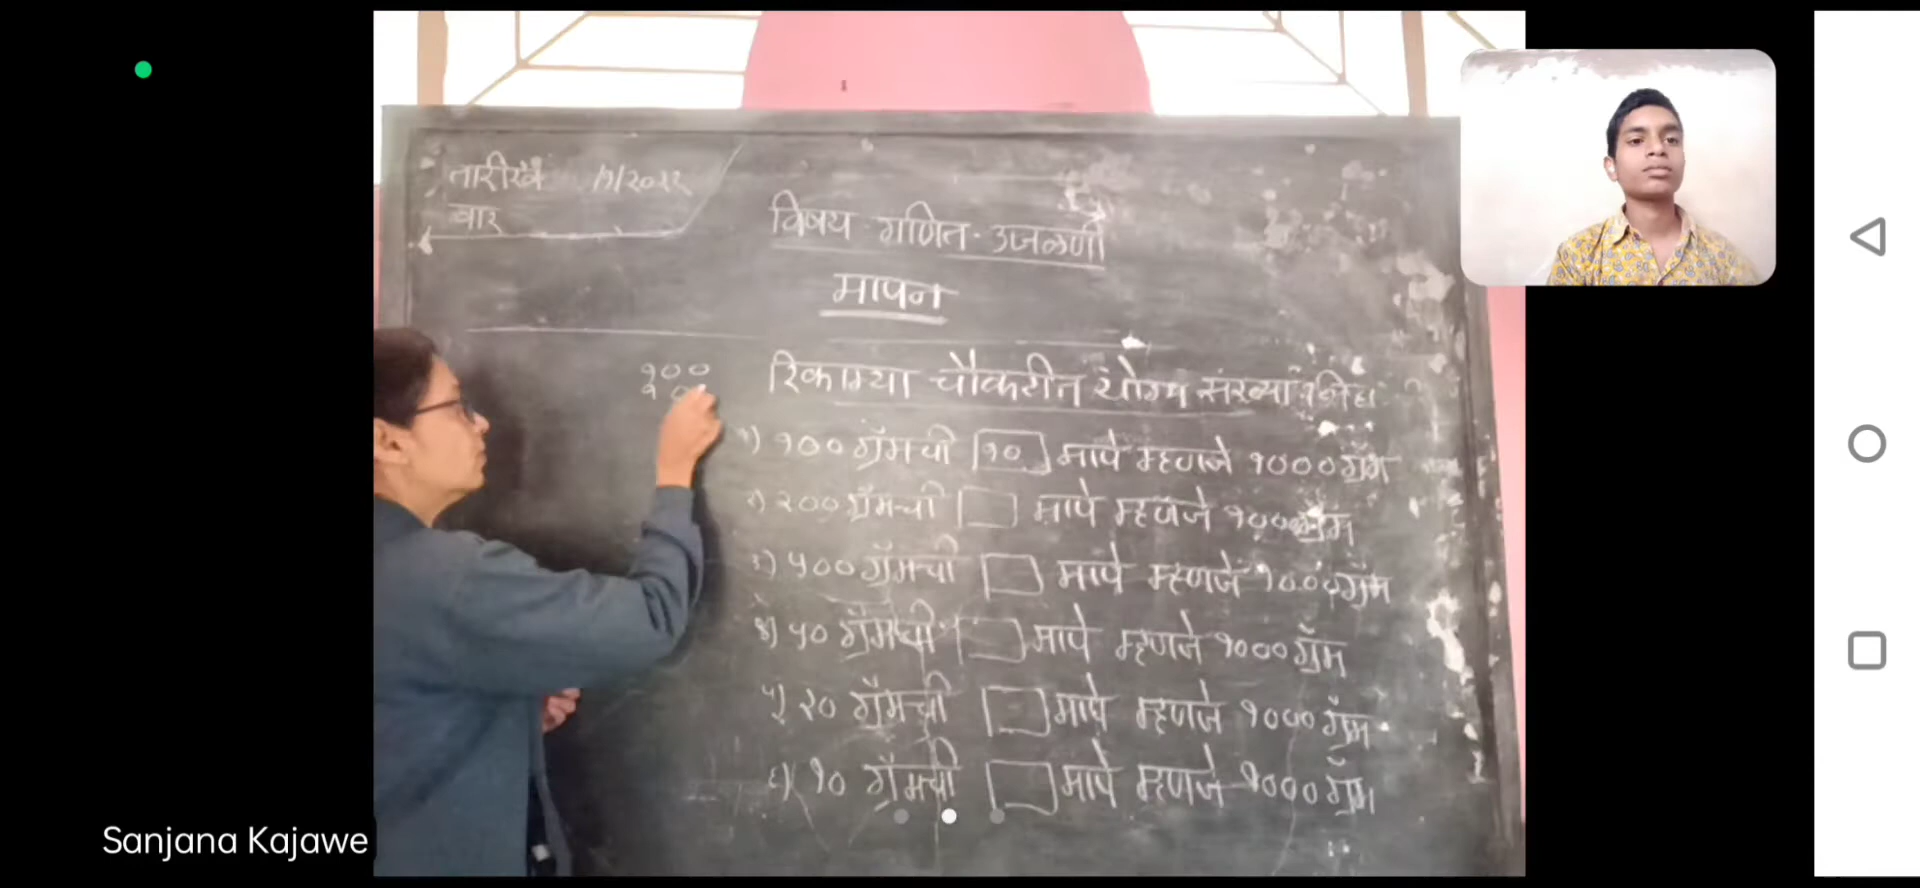 तारीख /७/२०२२
वार
विषय - गणित - उजळणी
मापन
१००
रिकाम्या चौकटीत योग्य संख्या लिहा
१) १०० ग्रॅमची १० मापे म्हणजे १००० ग्रॅम
२) २०० ग्रॅमची मापे म्हणजे १००० ग्रॅम
३) ५०० ग्रॅमची मापे म्हणजे १००० ग्रॅम
४) ५० ग्रॅमची मापे म्हणजे १००० ग्रॅम
५) २० ग्रॅमची मापे म्हणजे १००० ग्रॅम
६) १० ग्रॅमची मापे म्हणजे १००० ग्रॅम
Sanjana Kajawe